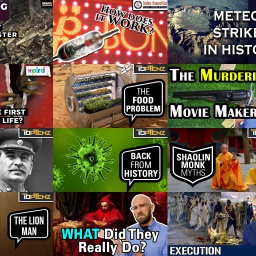 HOW DOES
IT WORK?
METEO
STRIKE
IN HISTO
E FIRST
LIFE?
weird
TOPTENZ
THE
FOOD
PROBLEM
THE MURDERI
MOVIE MAKER
TOPTENZ
BACK
FROM
HISTORY
TOPTENZ
SHAOLIN
MONK
MYTHS
TOPTENZ
THE LION
MAN
WHAT Did They
Really Do?
EXECUTION